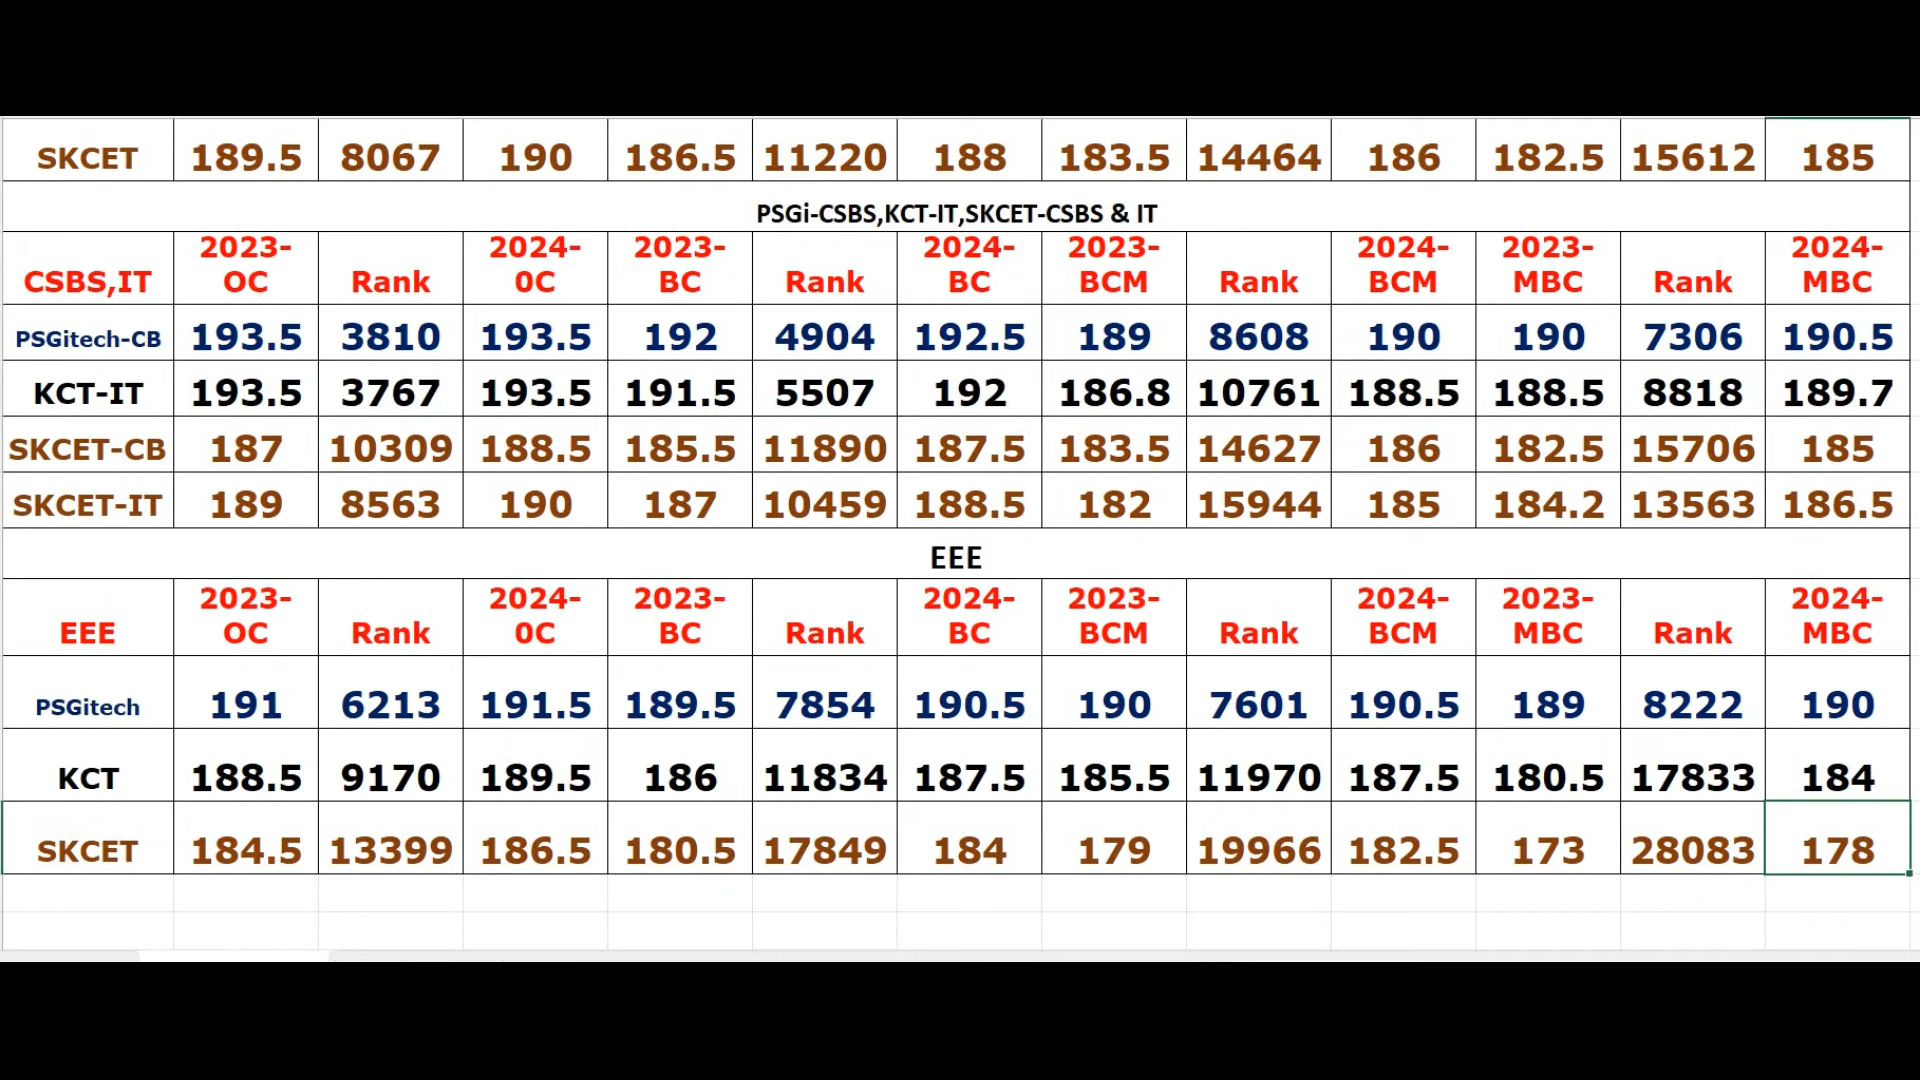 SKCET 189.5 8067 190 186.5 11220 188 183.5 14464 186 182.5 15612 185
PSGi-CSBS,KCT-IT,SKCET-CSBS & IT
CSBS,IT 2023-OC Rank 2024-0C 2023-BC Rank 2024-BC 2023-BCM Rank 2024-BCM 2023-MBC Rank 2024-MBC
PSGitech-CB 193.5 3810 193.5 192 4904 192.5 189 8608 190 190 7306 190.5
KCT-IT 193.5 3767 193.5 191.5 5507 192 186.8 10761 188.5 188.5 8818 189.7
SKCET-CB 187 10309 188.5 185.5 11890 187.5 183.5 14627 186 182.5 15706 185
SKCET-IT 189 8563 190 187 10459 188.5 182 15944 185 184.2 13563 186.5
EEE
EEE 2023-OC Rank 2024-0C 2023-BC Rank 2024-BC 2023-BCM Rank 2024-BCM 2023-MBC Rank 2024-MBC
PSGitech 191 6213 191.5 189.5 7854 190.5 190 7601 190.5 189 8222 190
KCT 188.5 9170 189.5 186 11834 187.5 185.5 11970 187.5 180.5 17833 184
SKCET 184.5 13399 186.5 180.5 17849 184 179 19966 182.5 173 28083 178